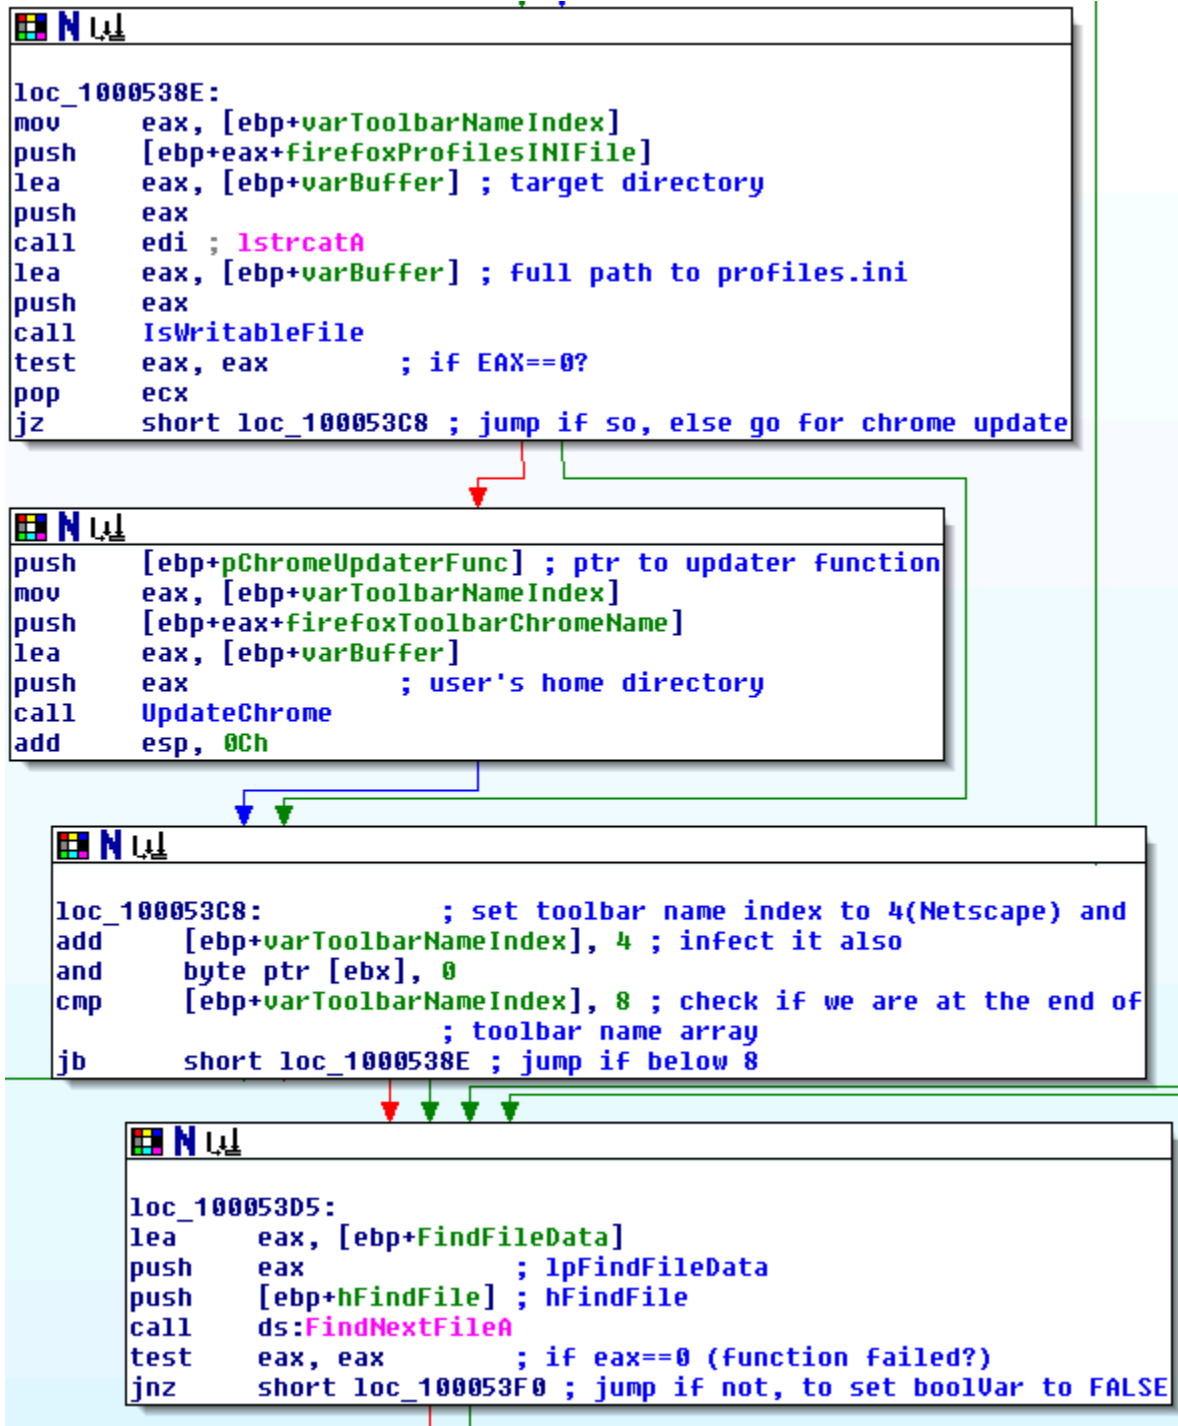 N
loc_1000538E:
mov eax, [ebp+varToolbarNameIndex]
push [ebp+eax+firefoxProfilesINIFile]
lea eax, [ebp+varBuffer] ; target directory
push eax
call edi ; lstrcatA
lea eax, [ebp+varBuffer] ; full path to profiles.ini
push eax
call IsWritableFile
test eax, eax ; if EAX==0?
pop ecx
jz short loc_100053C8 ; jump if so, else go for chrome update
N
push [ebp+pChromeUpdaterFunc] ; ptr to updater function
mov eax, [ebp+varToolbarNameIndex]
push [ebp+eax+firefoxToolbarChromeName]
lea eax, [ebp+varBuffer]
push eax ; user's home directory
call UpdateChrome
add esp, 0Ch
N
loc_100053C8: ; set toolbar name index to 4(Netscape) and
add [ebp+varToolbarNameIndex], 4 ; infect it also
and byte ptr [ebx], 0
cmp [ebp+varToolbarNameIndex], 8 ; check if we are at the end of
; toolbar name array
jb short loc_1000538E ; jump if below 8
N
loc_100053D5:
lea eax, [ebp+FindFileData]
push eax ; lpFindFileData
push [ebp+hFindFile] ; hFindFile
call ds:FindNextFileA
test eax, eax ; if eax==0 (function failed?)
jnz short loc_100053F0 ; jump if not, to set boolVar to FALSE